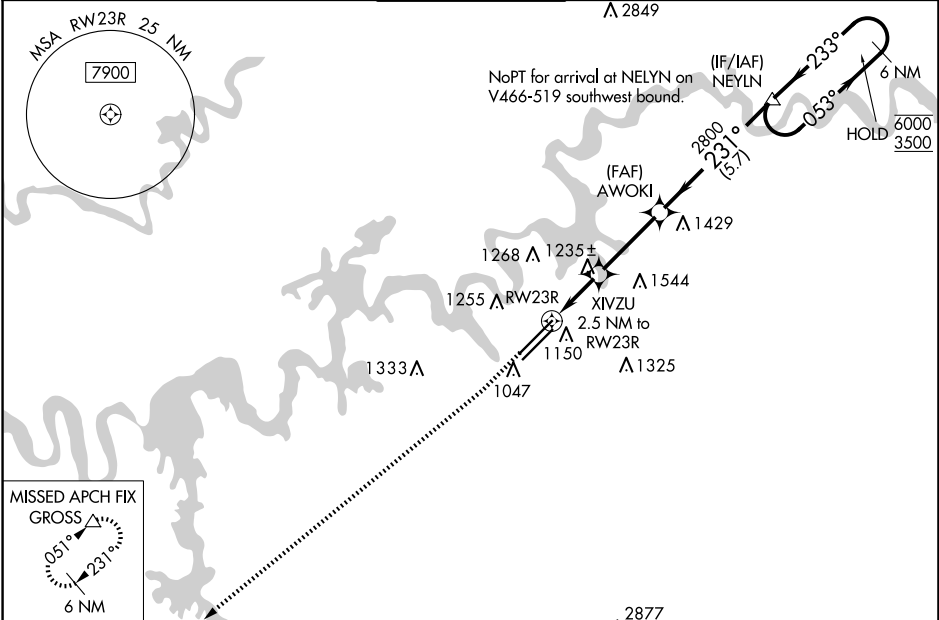 MSA RW23R 25 NM
7900
2849
NoPT for arrival at NELYN on
V466-519 southwest bound.
(IF/IAF)
NEYLN
233°
053°
6 NM
HOLD
6000
3500
2800
231°
(5.7)
(FAF)
AWOKI
1429
1268
1235±
1544
1255
RW23R
XIVZU
2.5 NM to
RW23R
1150
1325
1333
1047
MISSED APCH FIX
GROSS
051°
231°
6 NM
2877